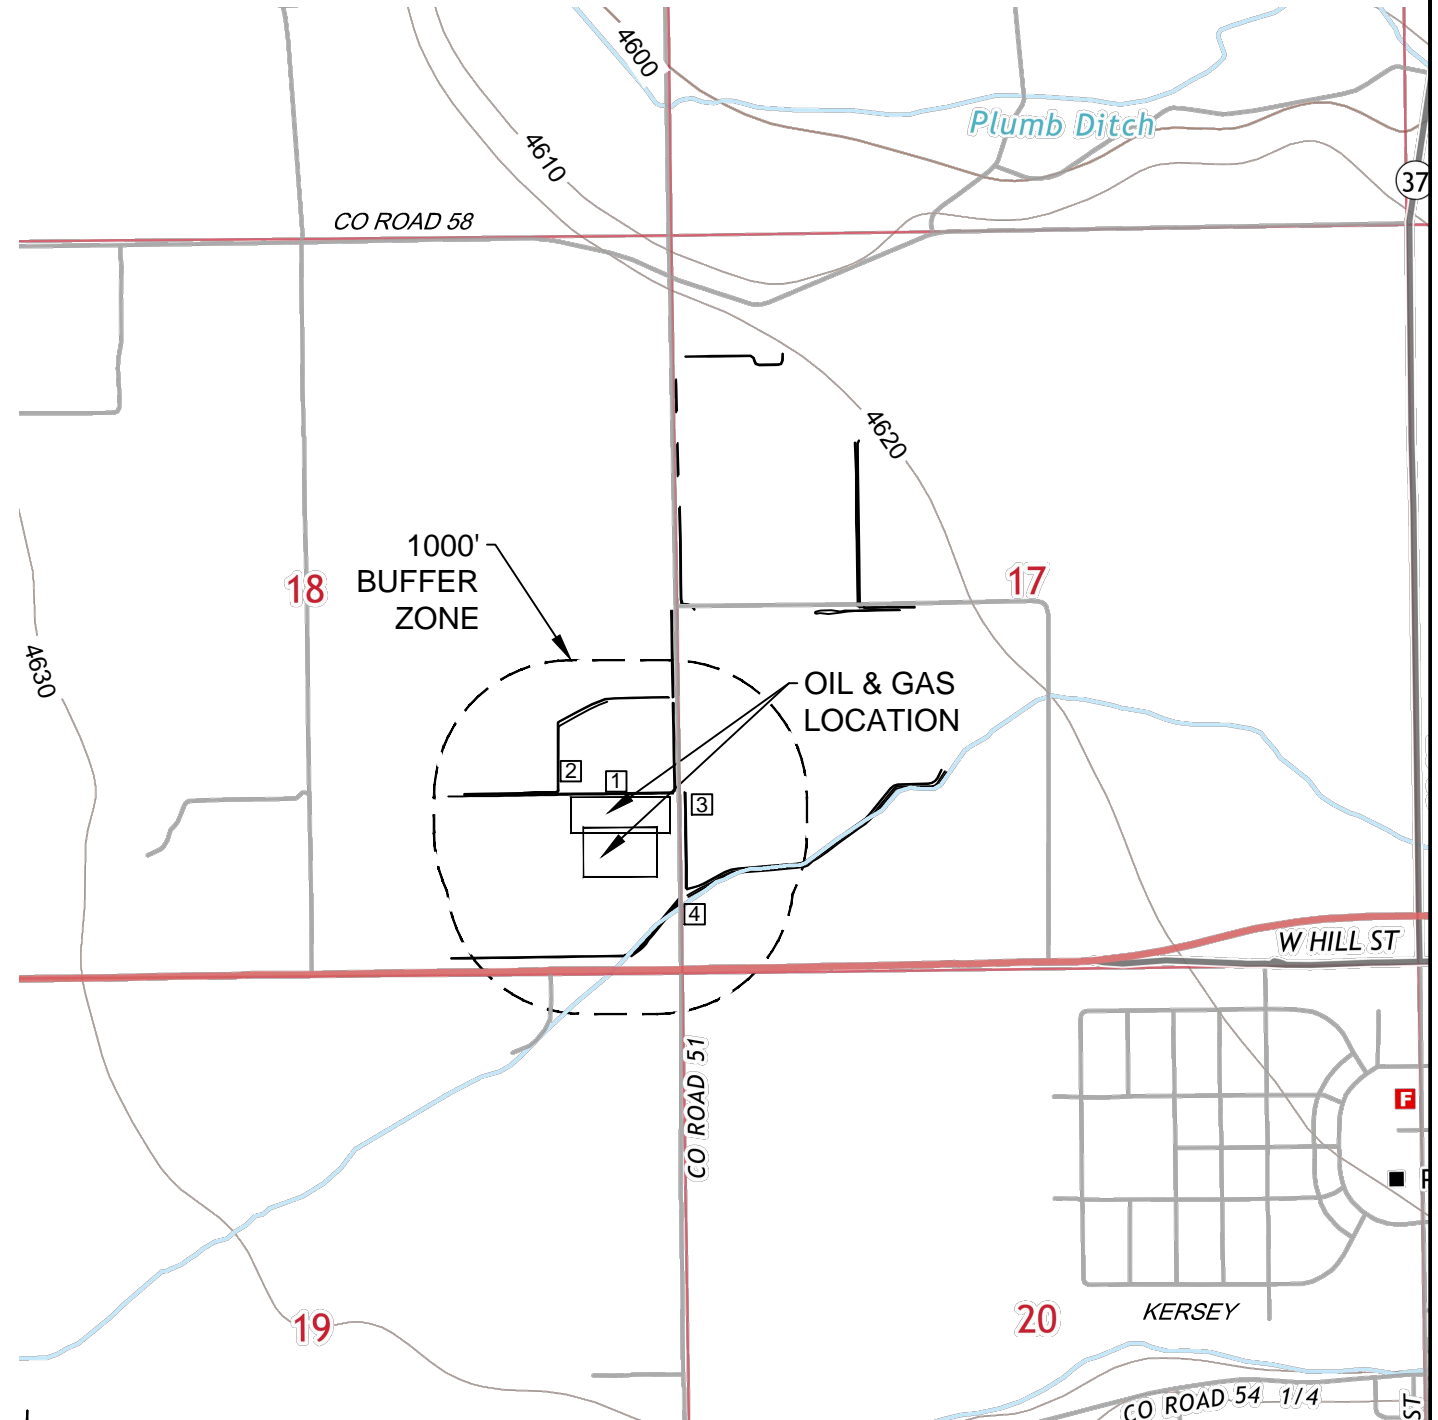 4600
Plumb Ditch
4610
37
CO ROAD 58
4620
1000'
BUFFER
ZONE
18
17
4630
OIL & GAS
LOCATION
2
1
3
4
W HILL ST
CO ROAD 51
F
19
20
KERSEY
CO ROAD 54 1/4
ST